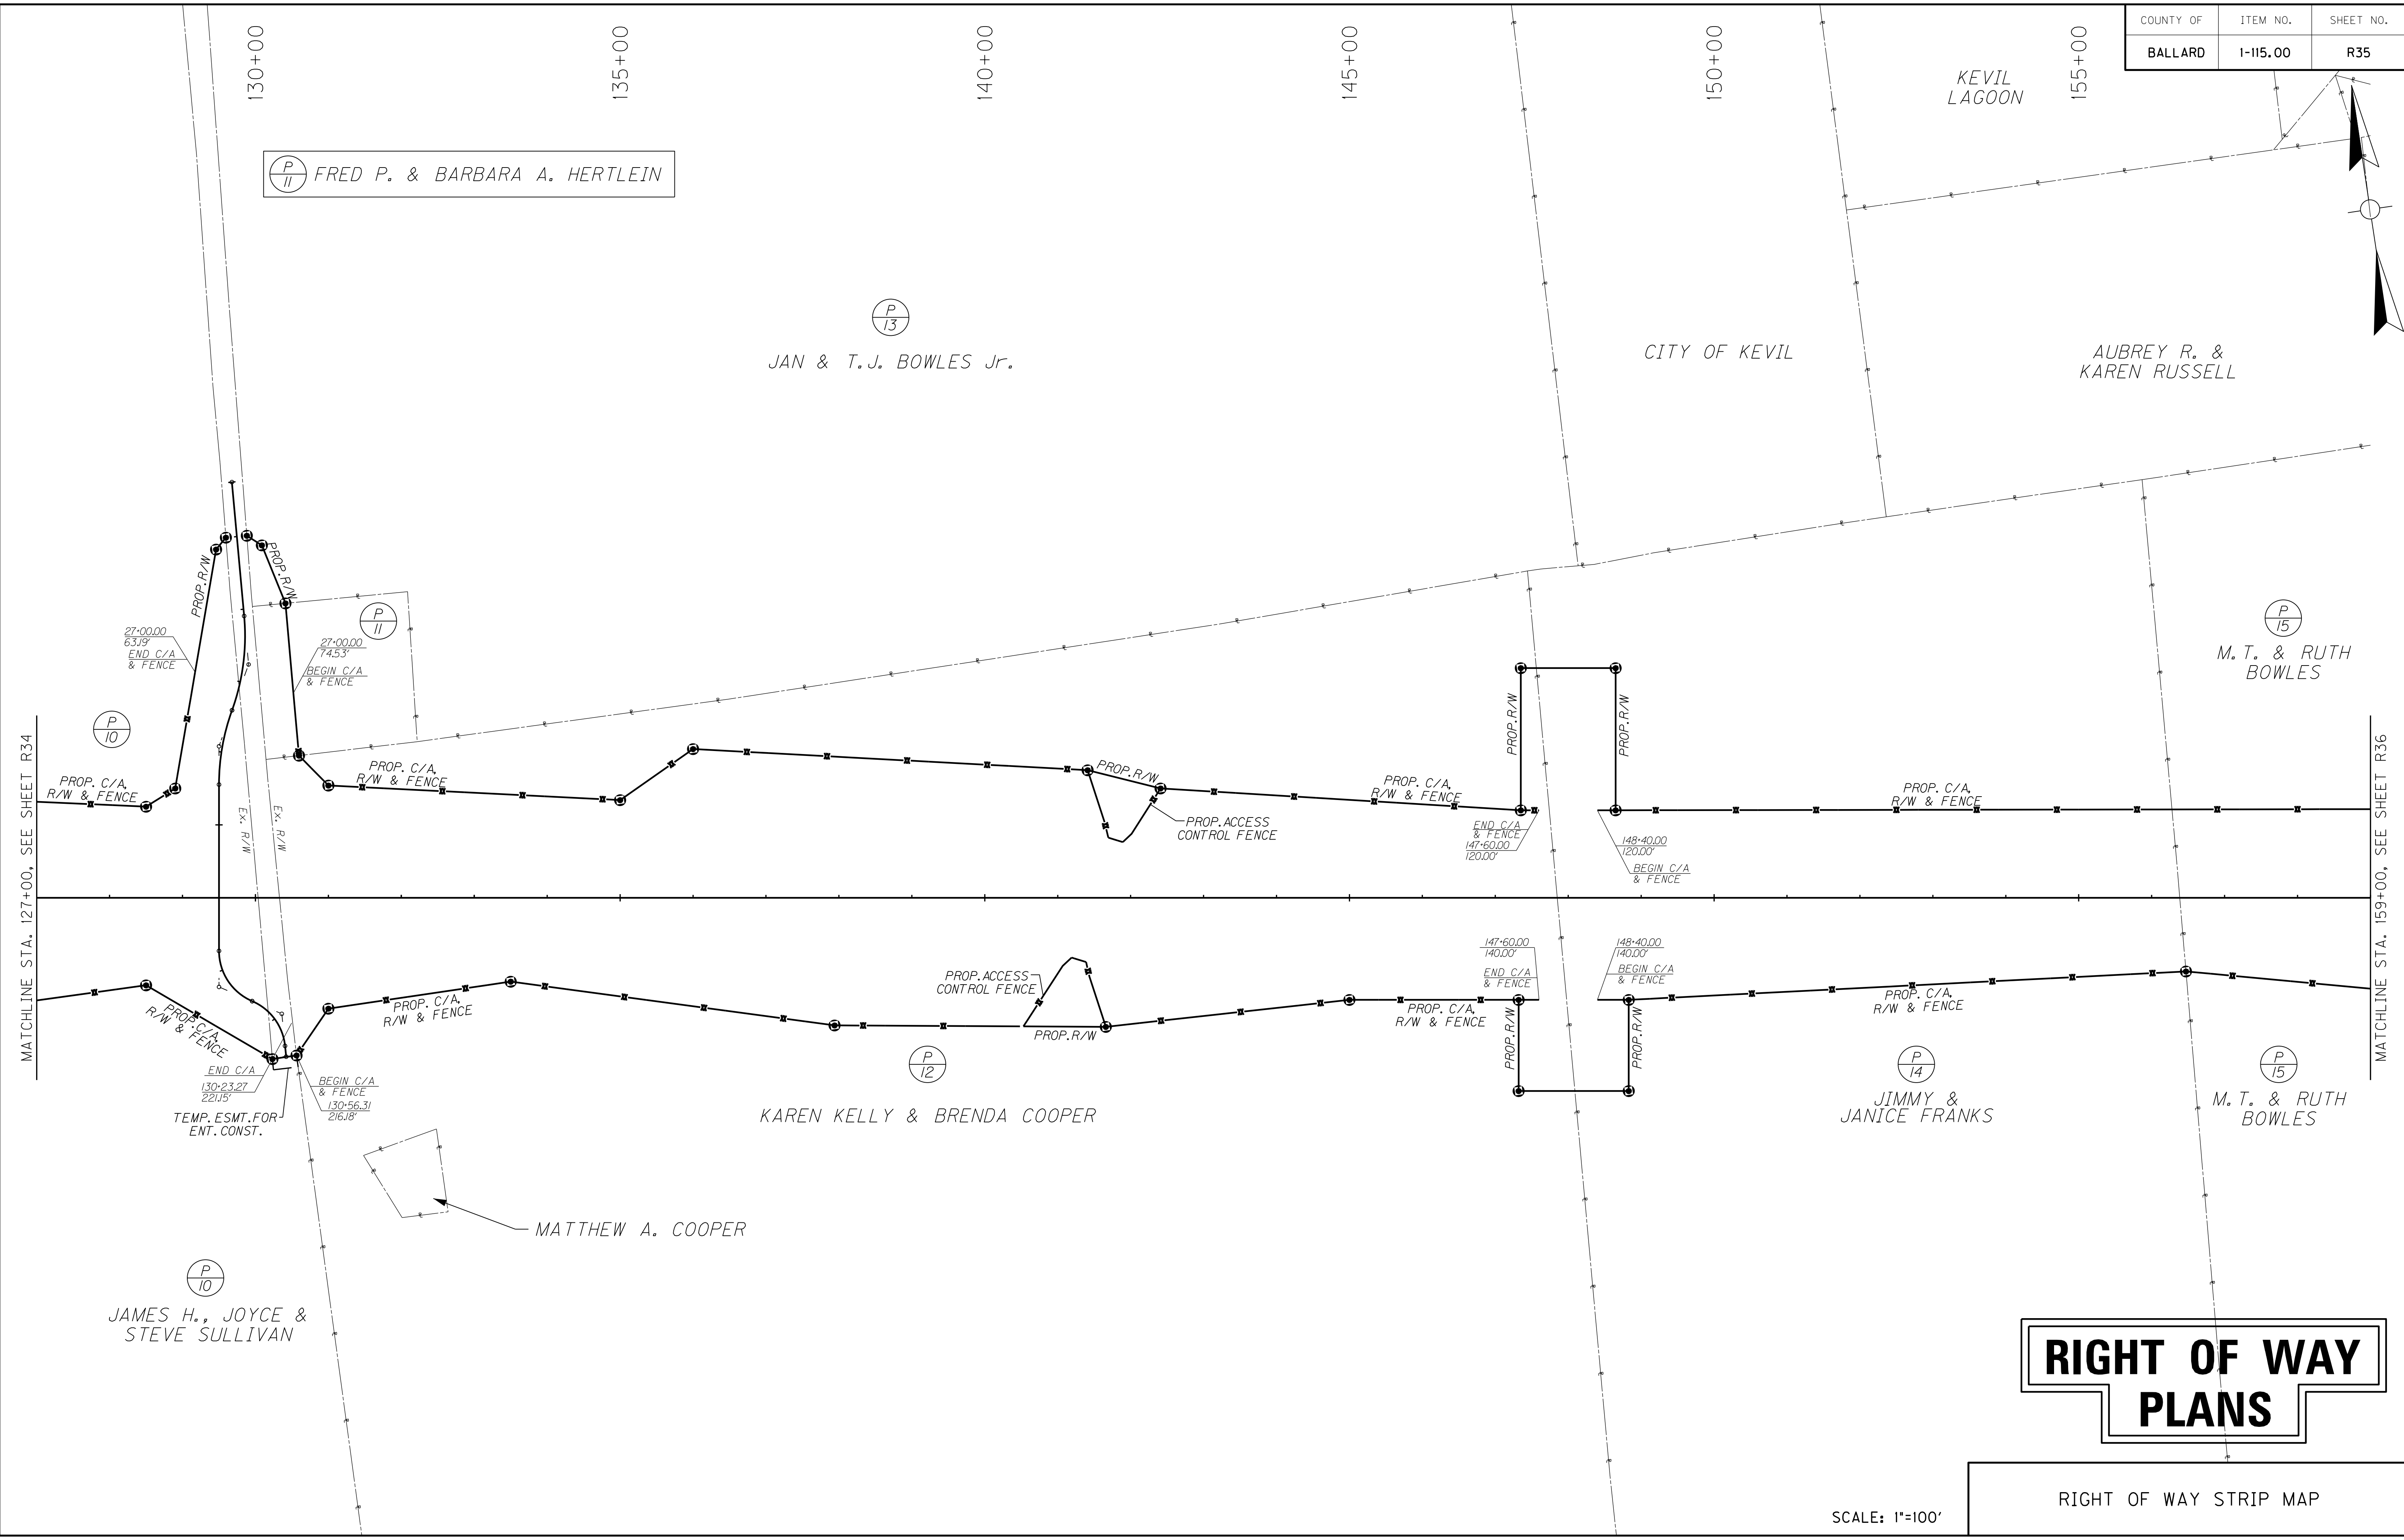 COUNTY OF ITEM NO. SHEET NO.
BALLARD 1-115.00 R35
130+00 135+00 140+00 145+00 150+00 155+00
KEVIL
LAGOON
P
11
FRED P. & BARBARA A. HERTLEIN
P
13
JAN & T.J. BOWLES Jr.
CITY OF KEVIL
AUBREY R. &
KAREN RUSSELL
PROP.R/W
PROP.R/W
27+00.00
63.19'
END C/A
& FENCE
27+00.00
74.53'
BEGIN C/A
& FENCE
P
11
P
15
M.T. & RUTH
BOWLES
P
10
MATCHLINE STA. 127+00, SEE SHEET R34
PROP. C/A,
R/W & FENCE
Ex. R/W
Ex. R/W
PROP. C/A,
R/W & FENCE
PROP.R/W
PROP.ACCESS
CONTROL FENCE
PROP. C/A,
R/W & FENCE
END C/A
& FENCE
147+60.00
120.00'
PROP.R/W
PROP.R/W
148+40.00
120.00'
BEGIN C/A
& FENCE
PROP. C/A,
R/W & FENCE
MATCHLINE STA. 159+00, SEE SHEET R36
PROP.C/A,
R/W & FENCE
END C/A
130+23.27
221.15'
TEMP.ESMT.FOR
ENT.CONST.
BEGIN C/A
& FENCE
130+56.31
216.18'
PROP. C/A,
R/W & FENCE
PROP.ACCESS
CONTROL FENCE
PROP.R/W
P
12
KAREN KELLY & BRENDA COOPER
147+60.00
140.00'
END C/A
& FENCE
PROP. C/A,
R/W & FENCE
PROP.R/W
148+40.00
140.00'
BEGIN C/A
& FENCE
PROP.R/W
PROP. C/A,
R/W & FENCE
P
14
JIMMY &
JANICE FRANKS
P
15
M.T. & RUTH
BOWLES
MATTHEW A. COOPER
P
10
JAMES H., JOYCE &
STEVE SULLIVAN
RIGHT OF WAY
PLANS
SCALE: 1"=100'
RIGHT OF WAY STRIP MAP